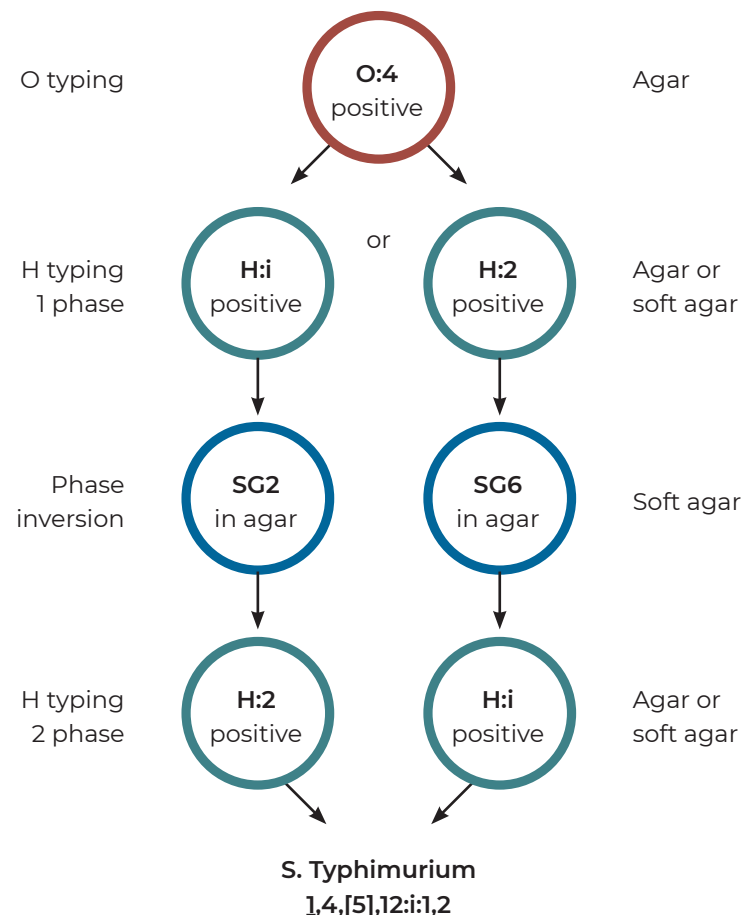 O typing
O:4
positive
Agar
H typing
1 phase
H:i
positive
or
H:2
positive
Agar or
soft agar
Phase
inversion
SG2
in agar
SG6
in agar
Soft agar
H typing
2 phase
H:2
positive
H:i
positive
Agar or
soft agar
S. Typhimurium
1,4,[5],12:i:1,2